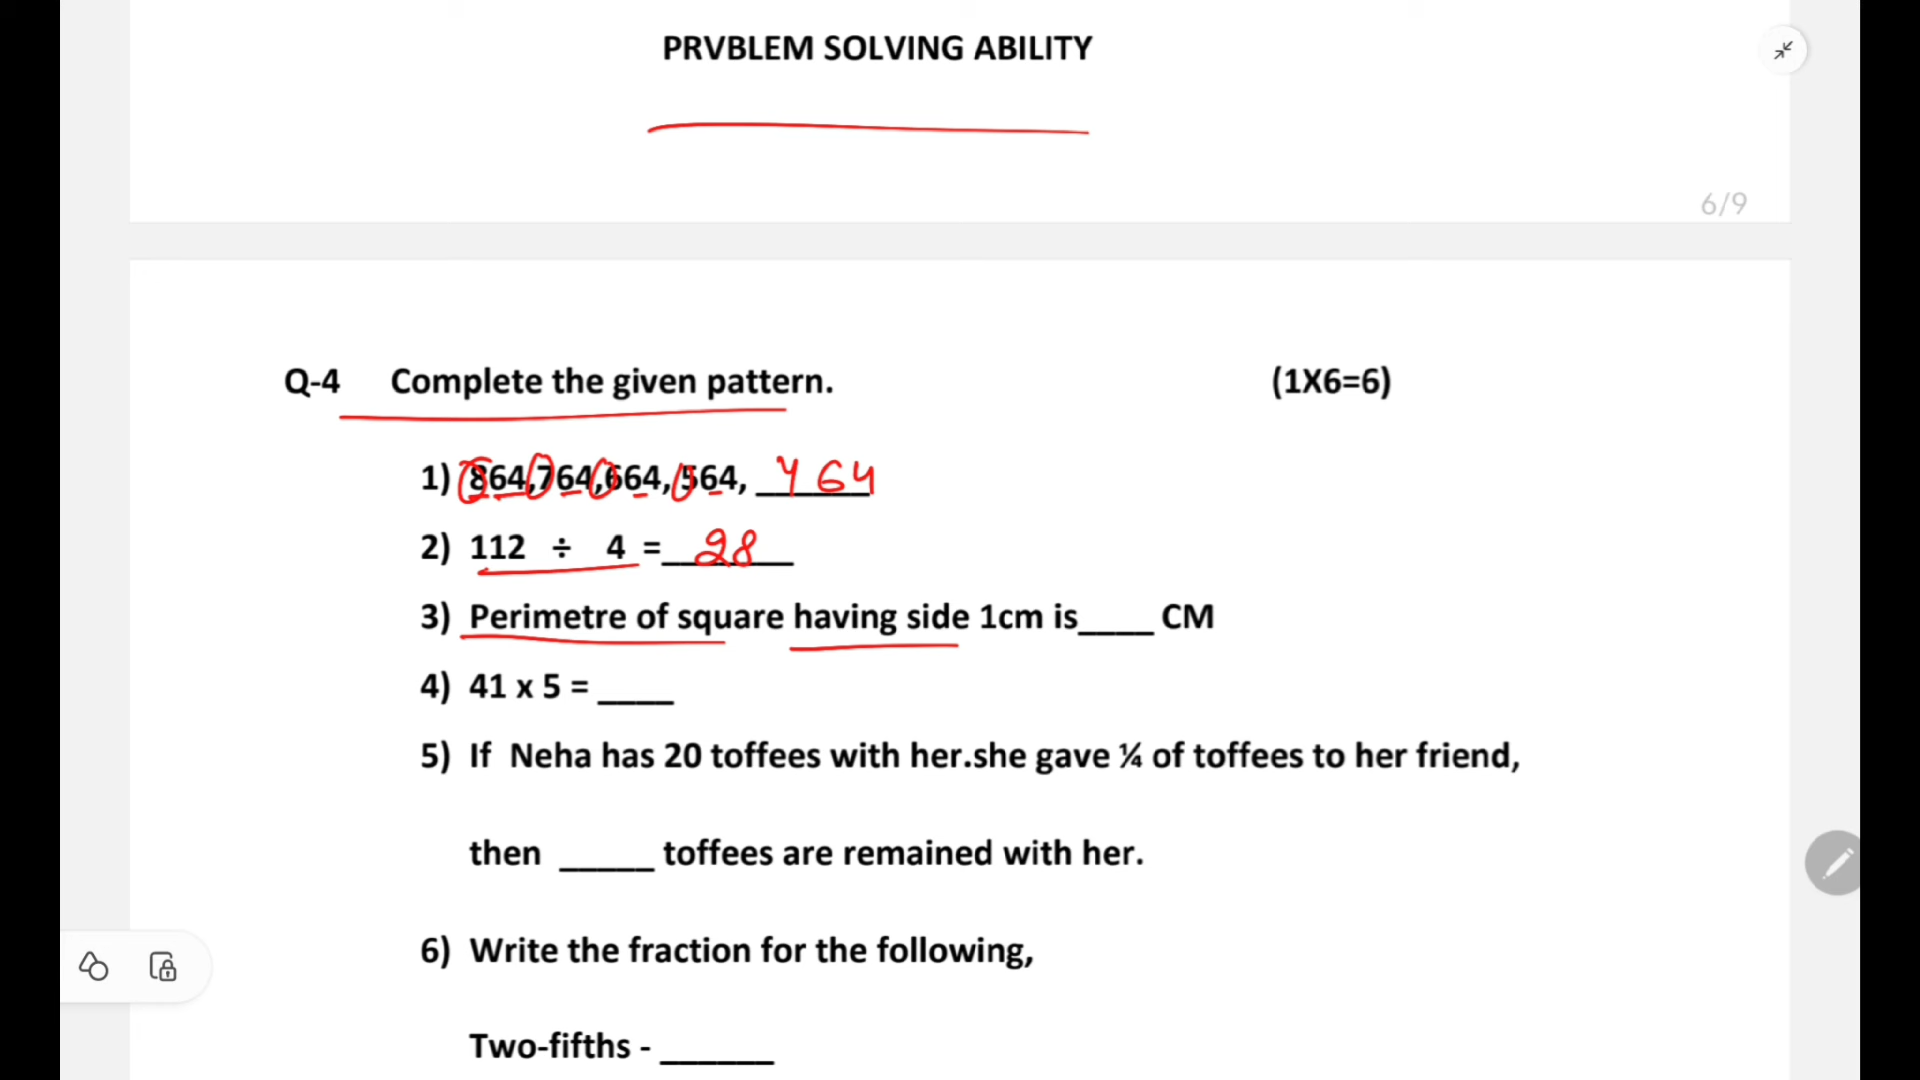 PRVBLEM SOLVING ABILITY
6/9
Q-4 Complete the given pattern. (1X6=6)
1) 864,764,664,564, 464
2) 112 ÷ 4 = 28
3) Perimetre of square having side 1cm is____ CM
4) 41 x 5 = ____
5) If Neha has 20 toffees with her.she gave ¼ of toffees to her friend,
then _____ toffees are remained with her.
6) Write the fraction for the following,
Two-fifths - ______